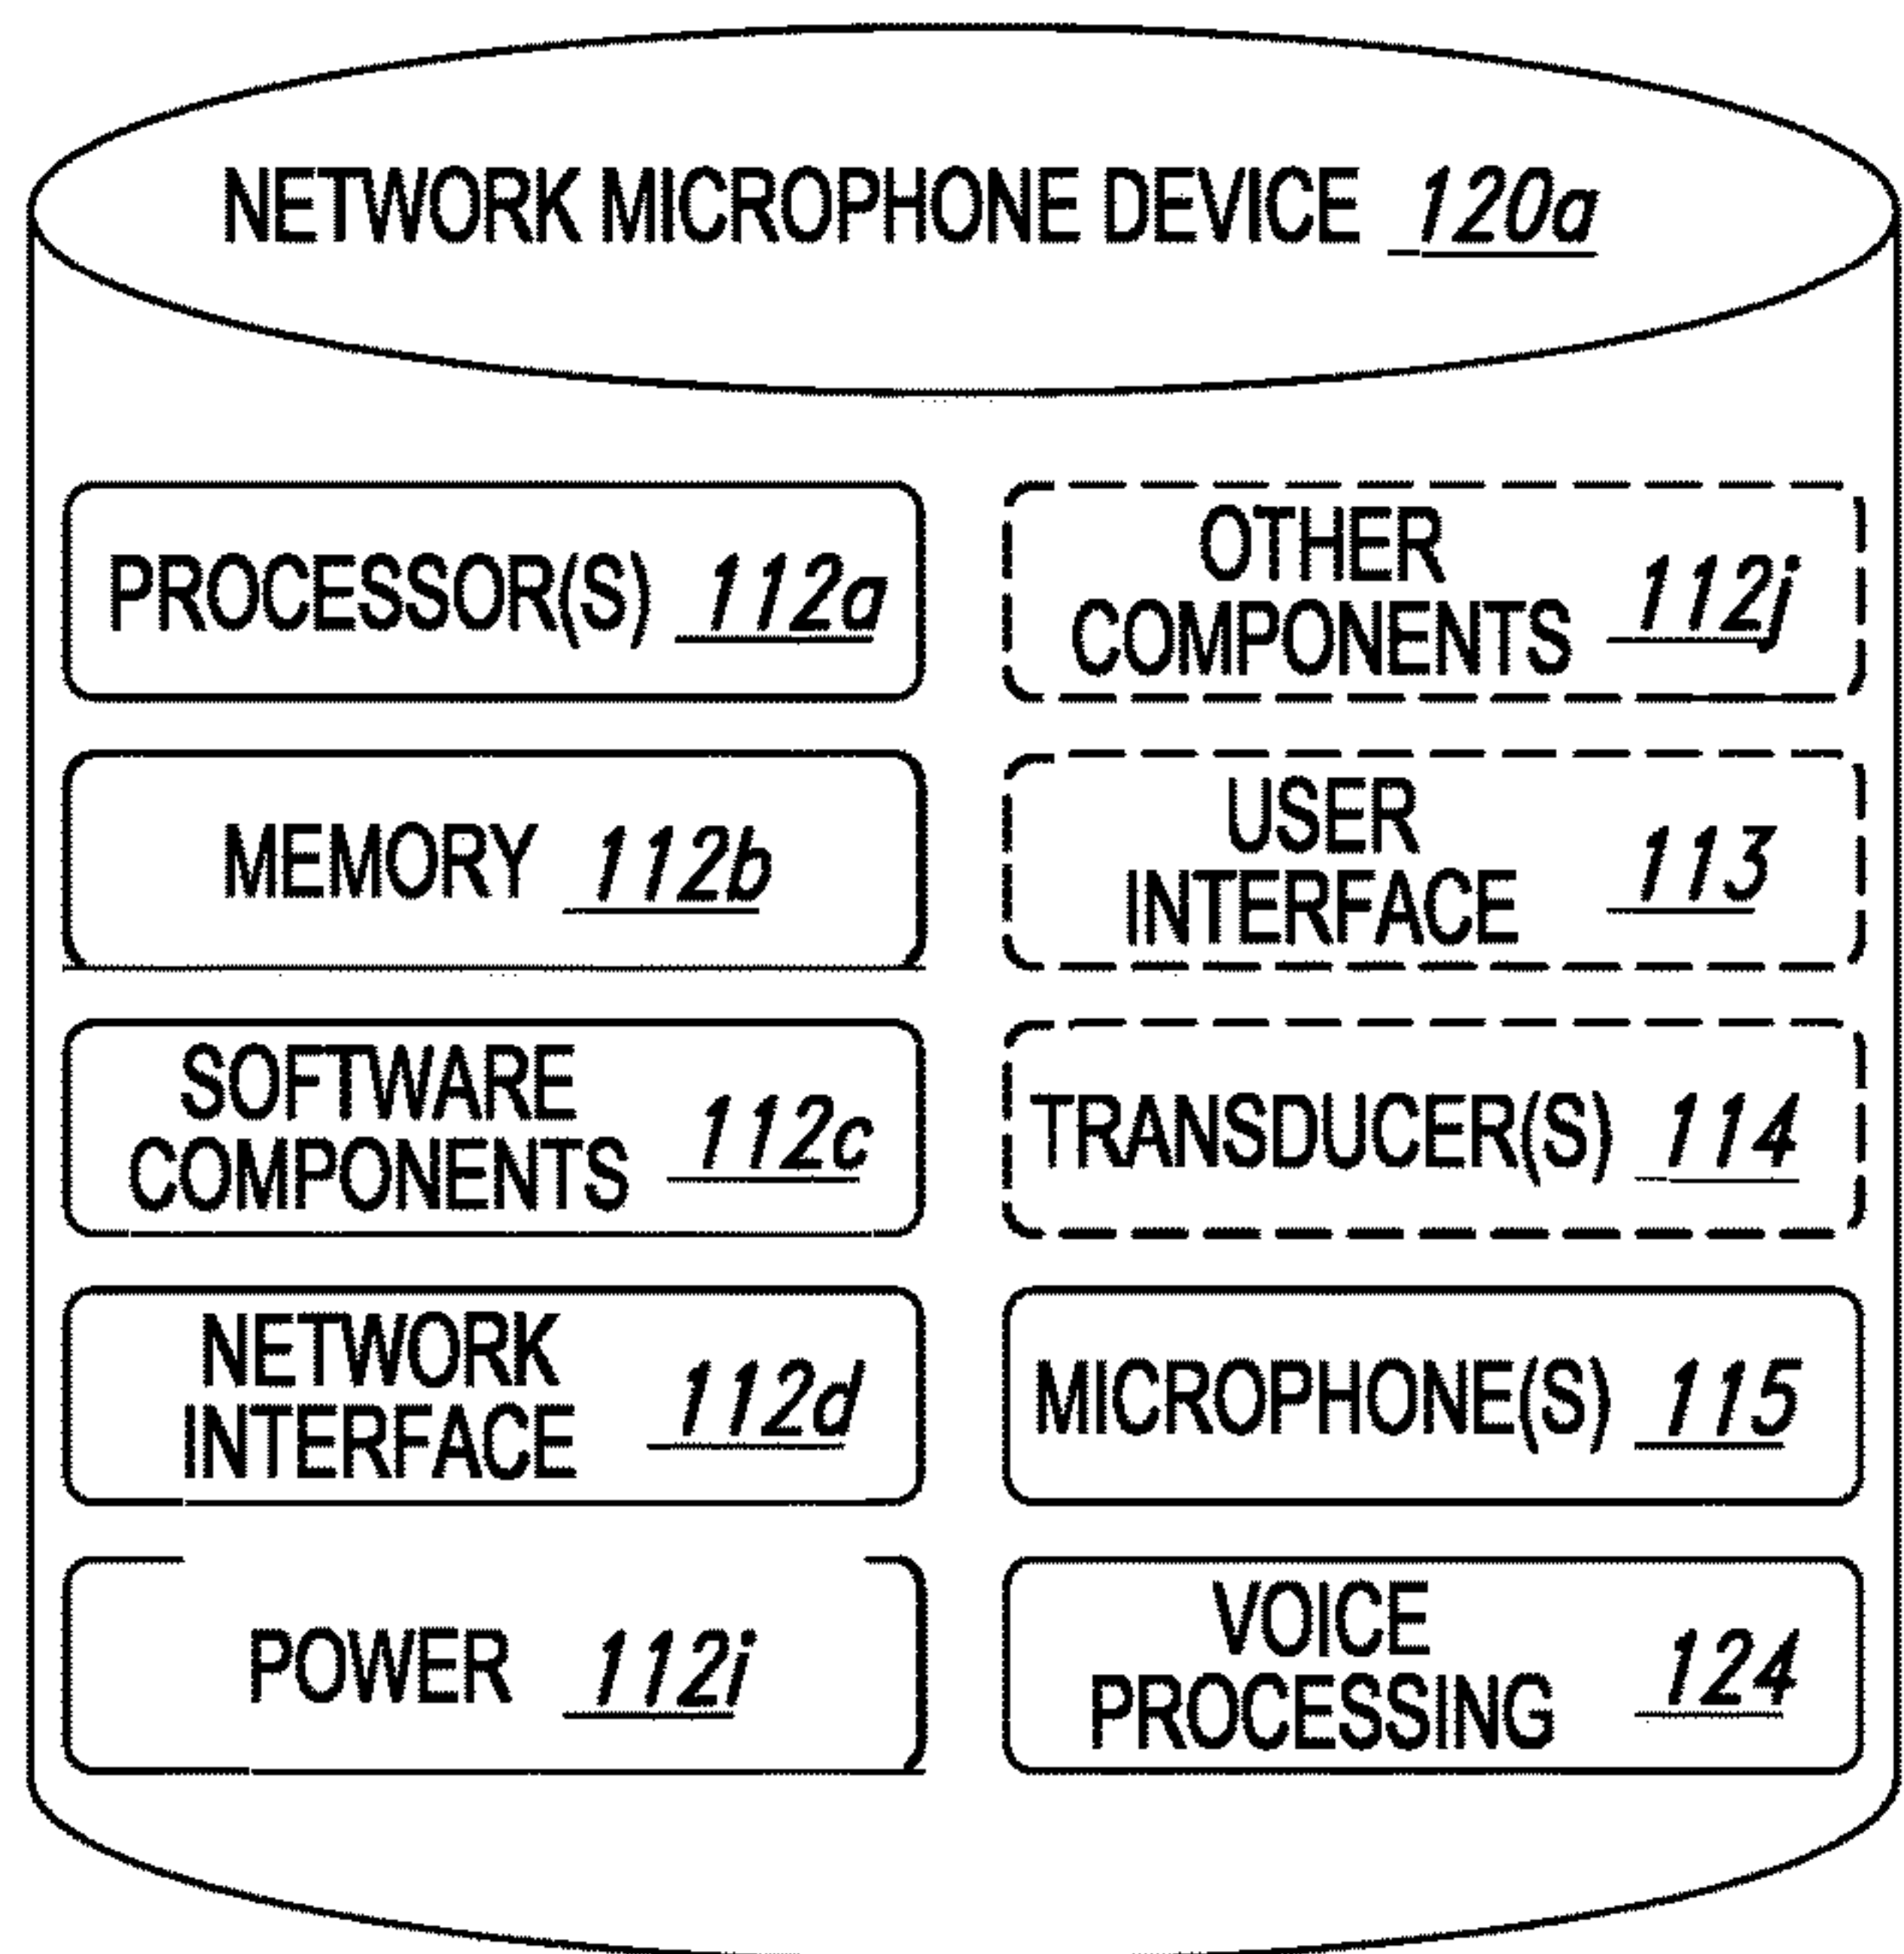 NETWORK MICROPHONE DEVICE 120a
PROCESSOR(S) 112a
MEMORY 112b
SOFTWARE
COMPONENTS 112c
NETWORK
INTERFACE 112d
POWER 112i
OTHER
COMPONENTS 112j
USER
INTERFACE 113
TRANSDUCER(S) 114
MICROPHONE(S) 115
VOICE
PROCESSING 124